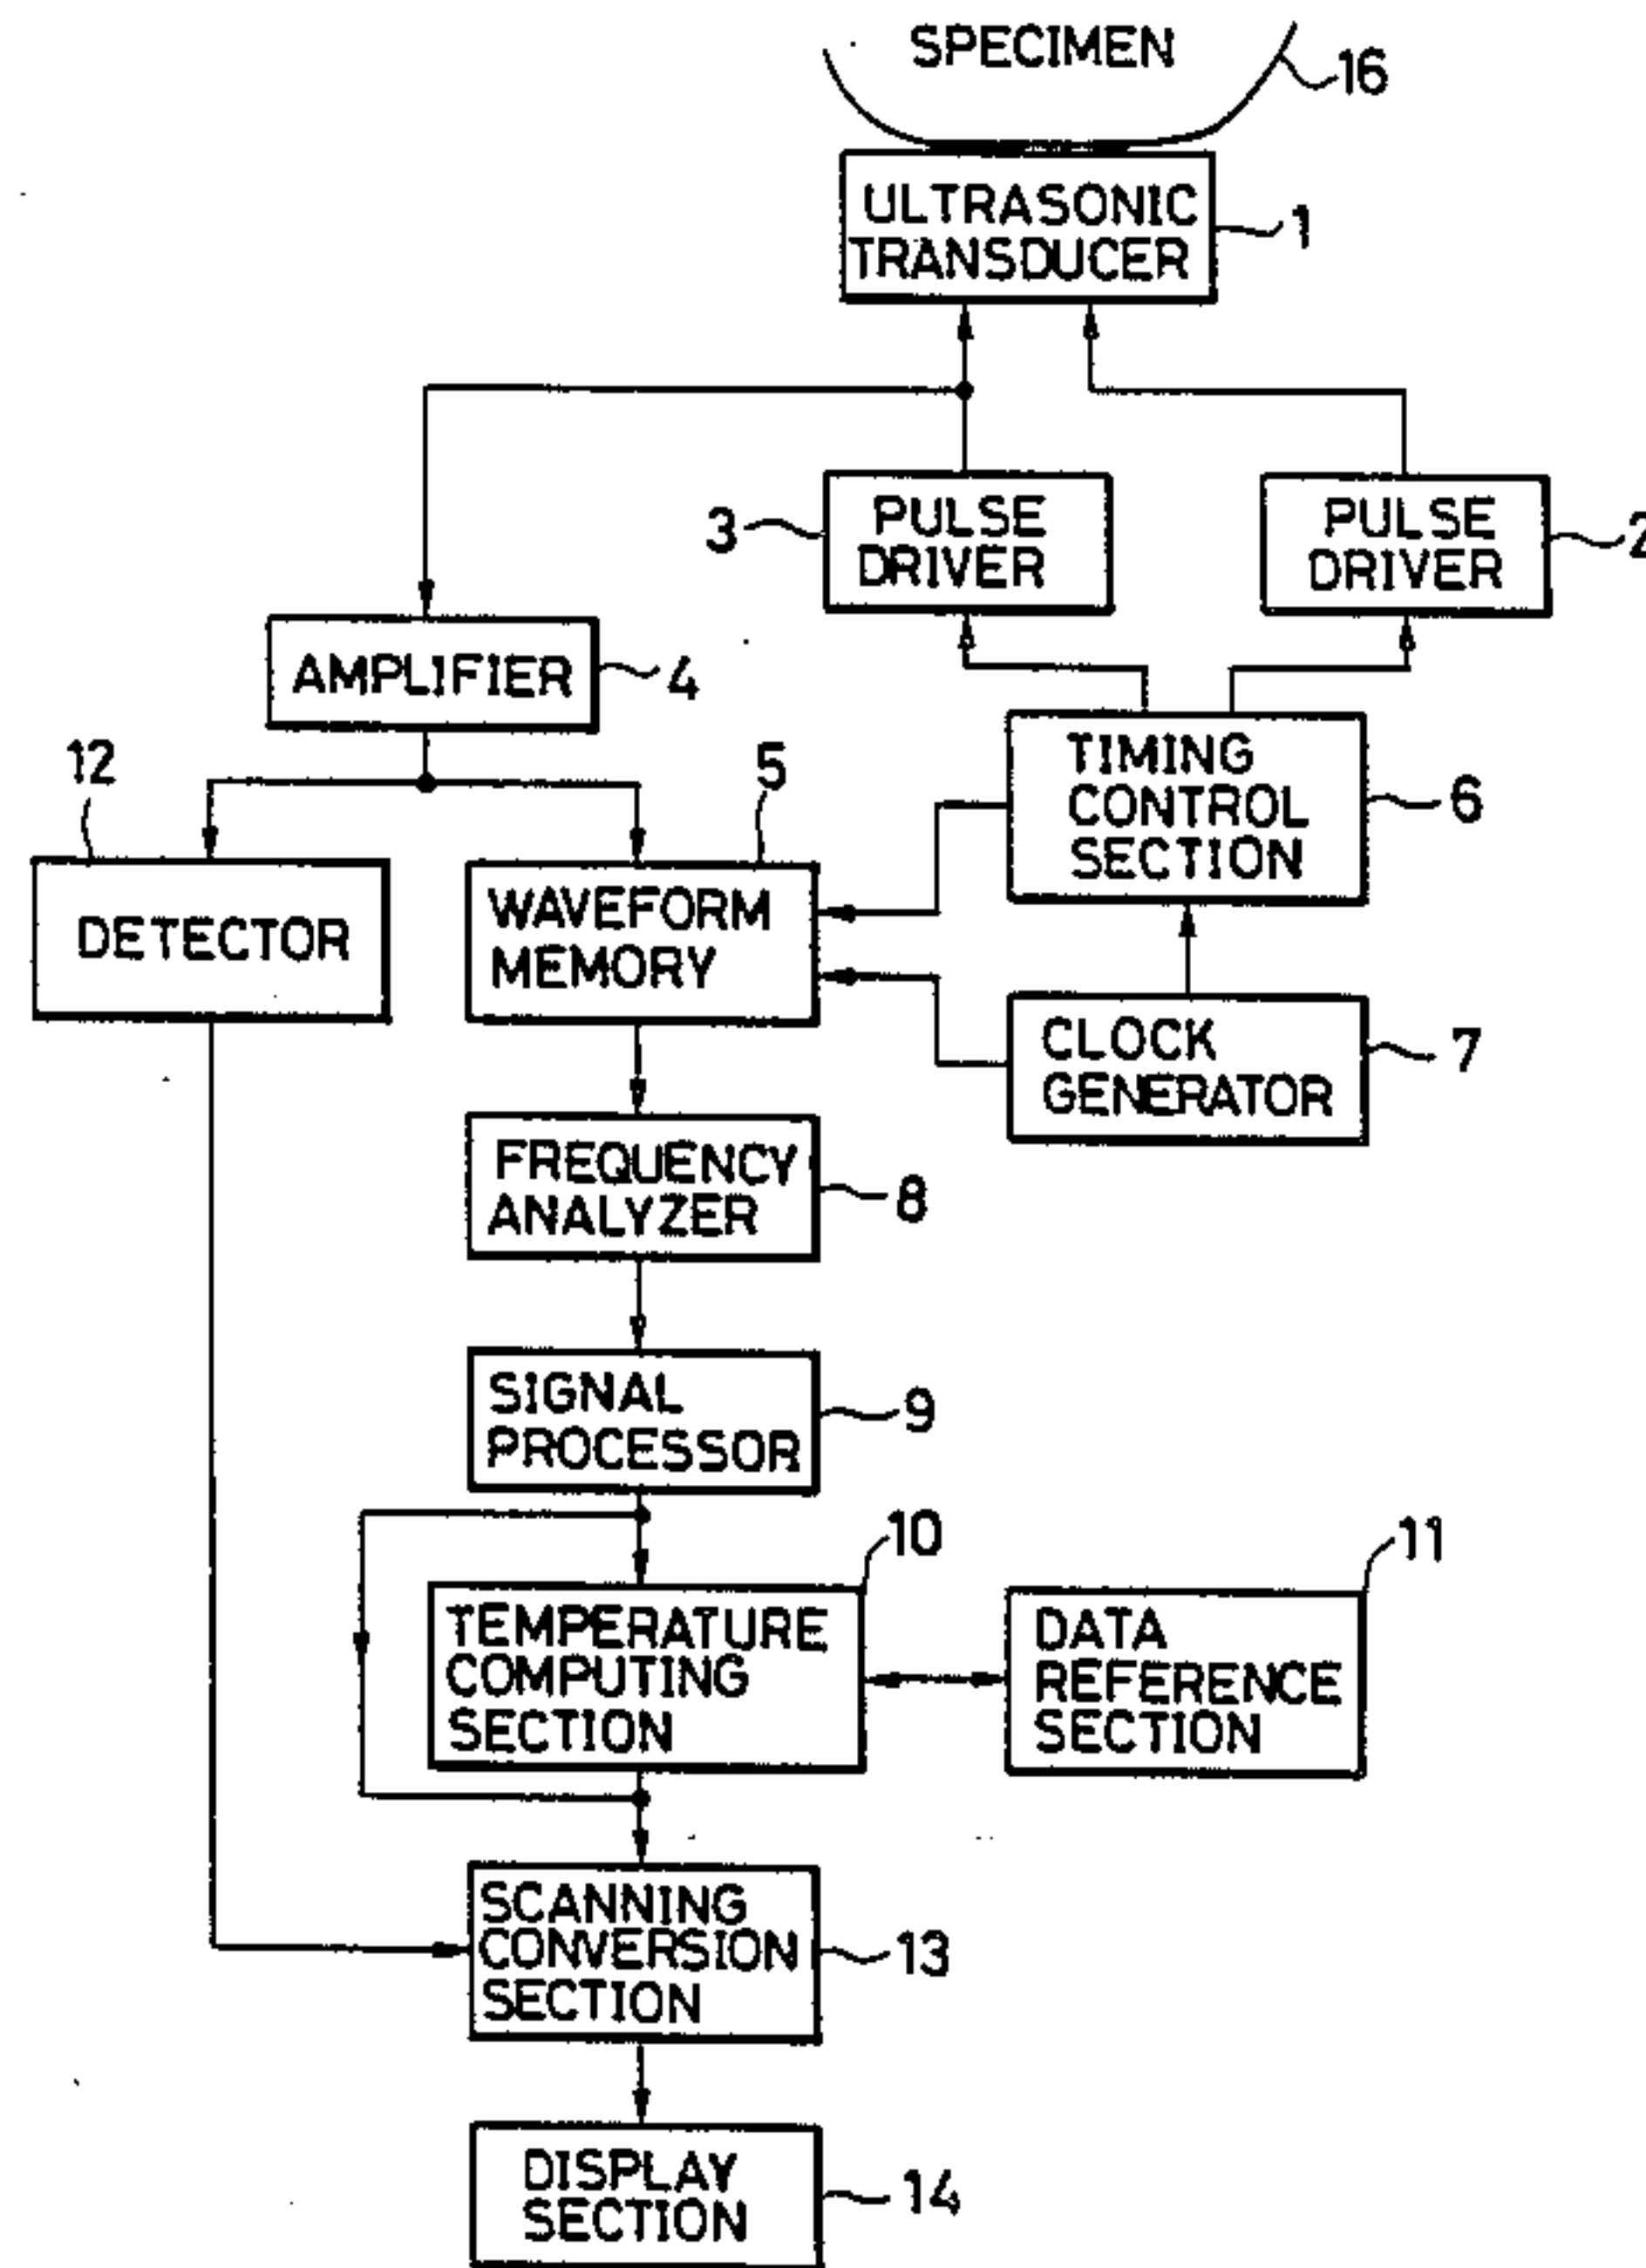 SPECIMEN
16
ULTRASONIC
TRANSDUCER
1
3
PULSE
DRIVER
PULSE
DRIVER
2
AMPLIFIER
4
12
5
TIMING
CONTROL
SECTION
6
DETECTOR
WAVEFORM
MEMORY
CLOCK
GENERATOR
7
FREQUENCY
ANALYZER
8
SIGNAL
PROCESSOR
9
10
11
TEMPERATURE
COMPUTING
SECTION
DATA
REFERENCE
SECTION
SCANNING
CONVERSION
SECTION
13
DISPLAY
SECTION
14